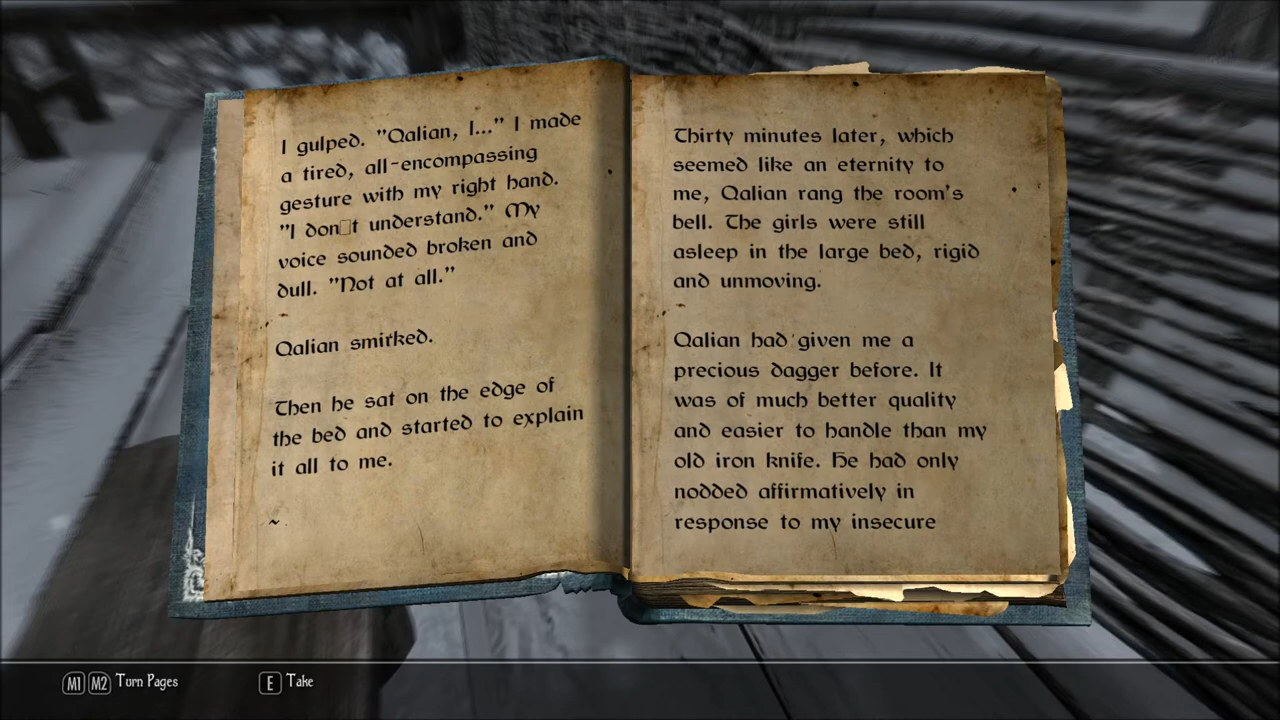 I gulped. "Qalian, I..." I made
a tired, all-encompassing
gesture with my right hand.
"I don□t understand." My
voice sounded broken and
dull. "Not at all."
Qalian smirked.
Then he sat on the edge of
the bed and started to explain
it all to me.
~
Thirty minutes later, which
seemed like an eternity to
me, Qalian rang the room's
bell. The girls were still
asleep in the large bed, rigid
and unmoving.
Qalian had given me a
precious dagger before. It
was of much better quality
and easier to handle than my
old iron knife. He had only
nodded affirmatively in
response to my insecure
M1 M2 Turn Pages
E Take